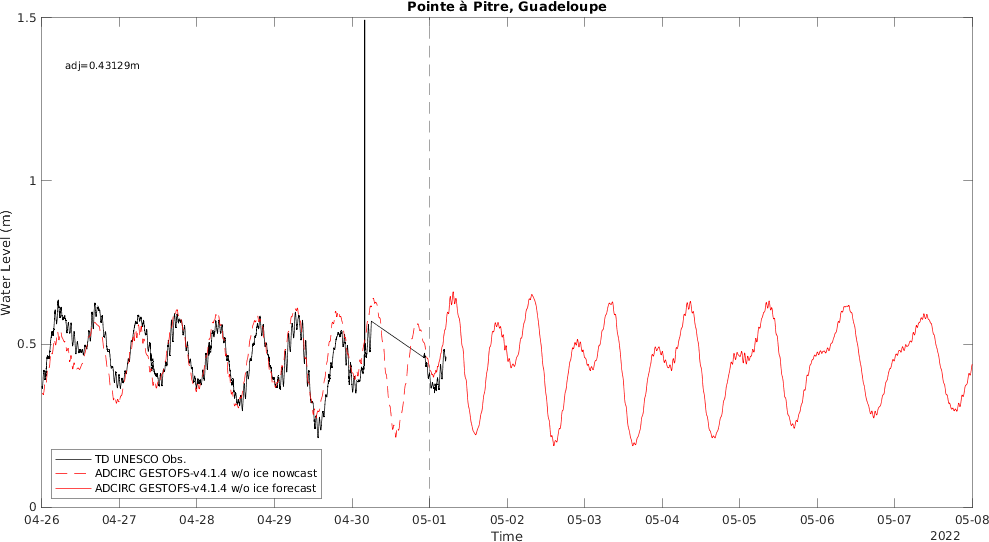 Pointe à Pitre, Guadeloupe
1.5
adj=0.43129m
1
Water Level (m)
0.5
TD UNESCO Obs.
ADCIRC GESTOFS-v4.1.4 w/o ice nowcast
ADCIRC GESTOFS-v4.1.4 w/o ice forecast
0
04-26 04-27 04-28 04-29 04-30 05-01 05-02 05-03 05-04 05-05 05-06 05-07 05-08
Time
2022